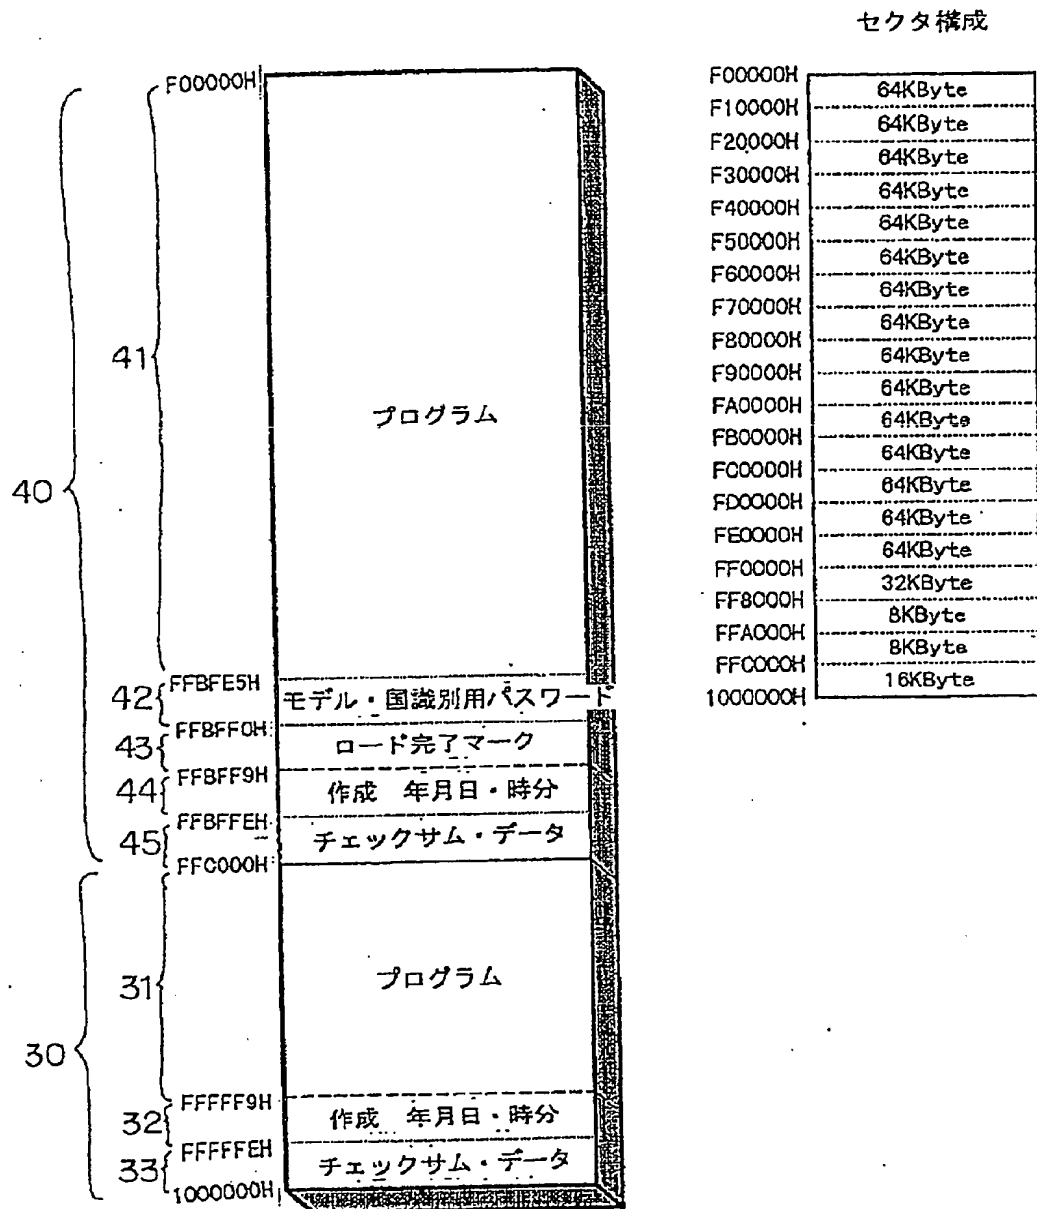 セクタ構成
F00000H
40
41
プログラム
FFBFE5H
42
モデル・国識別用パスワード
FFBFF0H
43
ロード完了マーク
FFBFF9H
44
作成 年月日・時分
FFBFFEH
45
チェックサム・データ
FFC000H
30
31
プログラム
FFFFF9H
32
作成 年月日・時分
FFFFFEH
33
チェックサム・データ
1000000H
F00000H
64KByte
F10000H
64KByte
F20000H
64KByte
F30000H
64KByte
F40000H
64KByte
F50000H
64KByte
F60000H
64KByte
F70000H
64KByte
F80000H
64KByte
F90000H
64KByte
FA0000H
64KByte
FB0000H
64KByte
FC0000H
64KByte
FD0000H
64KByte
FE0000H
64KByte
FF0000H
32KByte
FF8000H
8KByte
FFA000H
8KByte
FFC000H
16KByte
1000000H